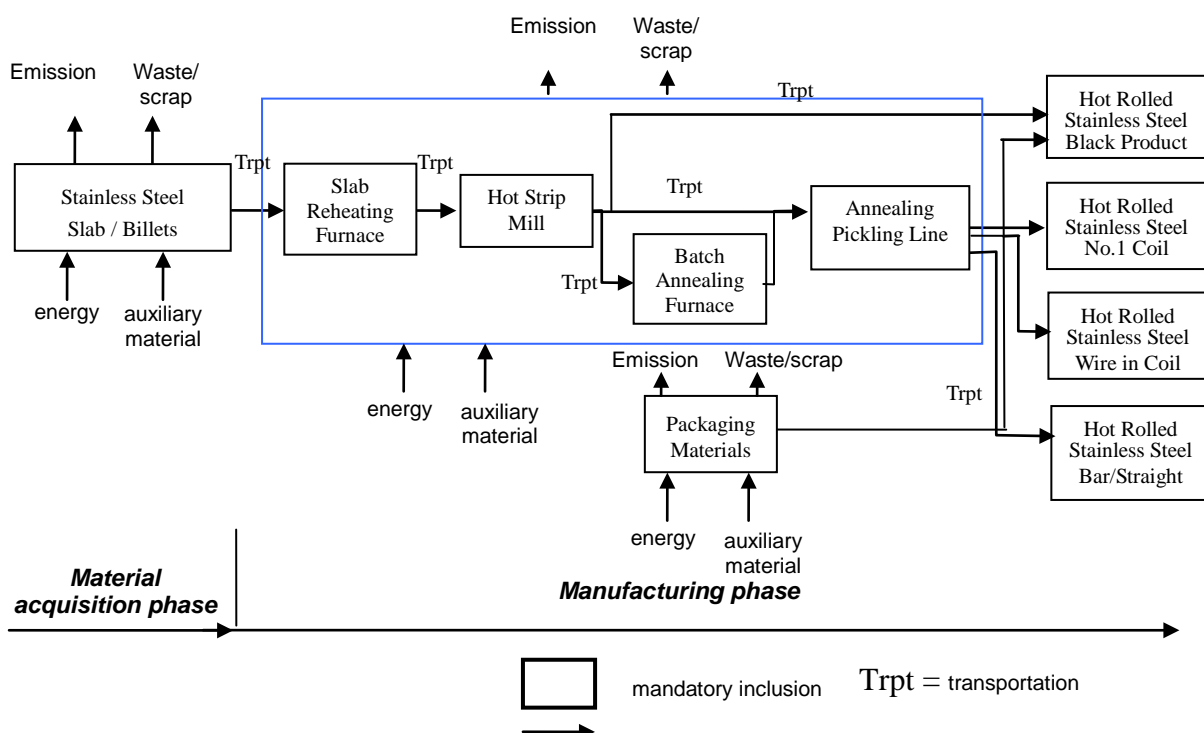 Emission
Waste/
scrap
Emission
Waste/
scrap
Trpt
Hot Rolled
Stainless Steel
Black Product
Trpt
Stainless Steel
Slab / Billets
Slab
Reheating
Furnace
Trpt
Hot Strip
Mill
Trpt
Trpt
Batch
Annealing
Furnace
Annealing
Pickling Line
Hot Rolled
Stainless Steel
No.1 Coil
Hot Rolled
Stainless Steel
Wire in Coil
energy
auxiliary
material
energy
auxiliary
material
Emission
Waste/scrap
Packaging
Materials
Trpt
Hot Rolled
Stainless Steel
Bar/Straight
energy
auxiliary
material
Material
acquisition phase
Manufacturing phase
mandatory inclusion
Trpt = transportation